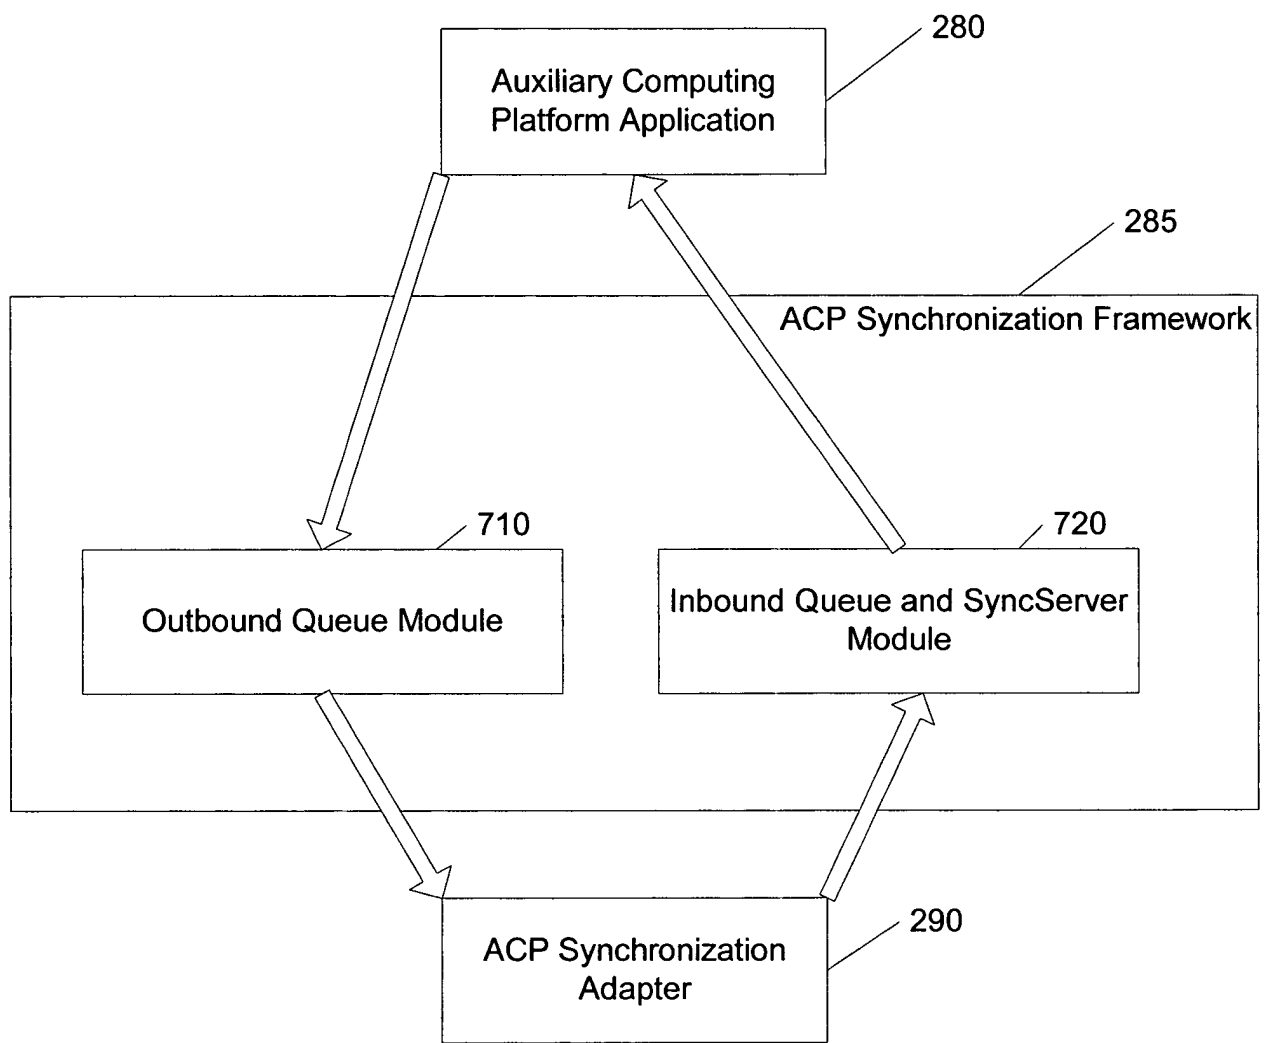 280
Auxiliary Computing
Platform Application
285
ACP Synchronization Framework
710
720
Outbound Queue Module
Inbound Queue and SyncServer
Module
290
ACP Synchronization
Adapter